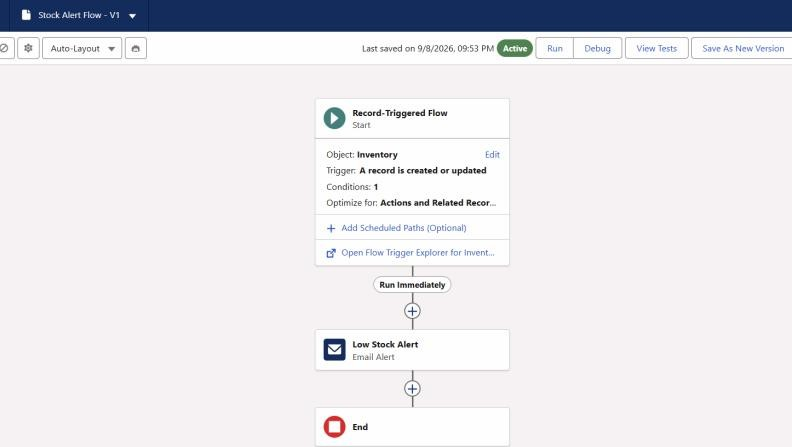 Stock Alert Flow - V1
Auto-Layout
Last saved on 9/8/2026, 09:53 PM Active Run Debug View Tests Save As New Version
Record-Triggered Flow
Start
Object: Inventory Edit
Trigger: A record is created or updated
Conditions: 1
Optimize for: Actions and Related Recor...
Add Scheduled Paths (Optional)
Open Flow Trigger Explorer for Invent...
Run Immediately
Low Stock Alert
Email Alert
End